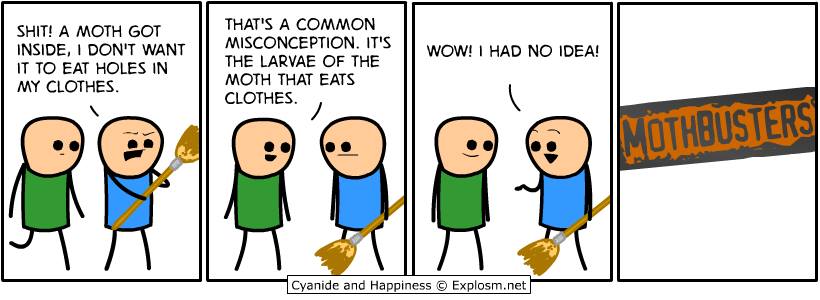 SHIT! A MOTH GOT
INSIDE, I DON'T WANT
IT TO EAT HOLES IN
MY CLOTHES.
THAT'S A COMMON
MISCONCEPTION. IT'S
THE LARVAE OF THE
MOTH THAT EATS
CLOTHES.
WOW! I HAD NO IDEA!
MOTHBUSTERS
Cyanide and Happiness © Explosm.net